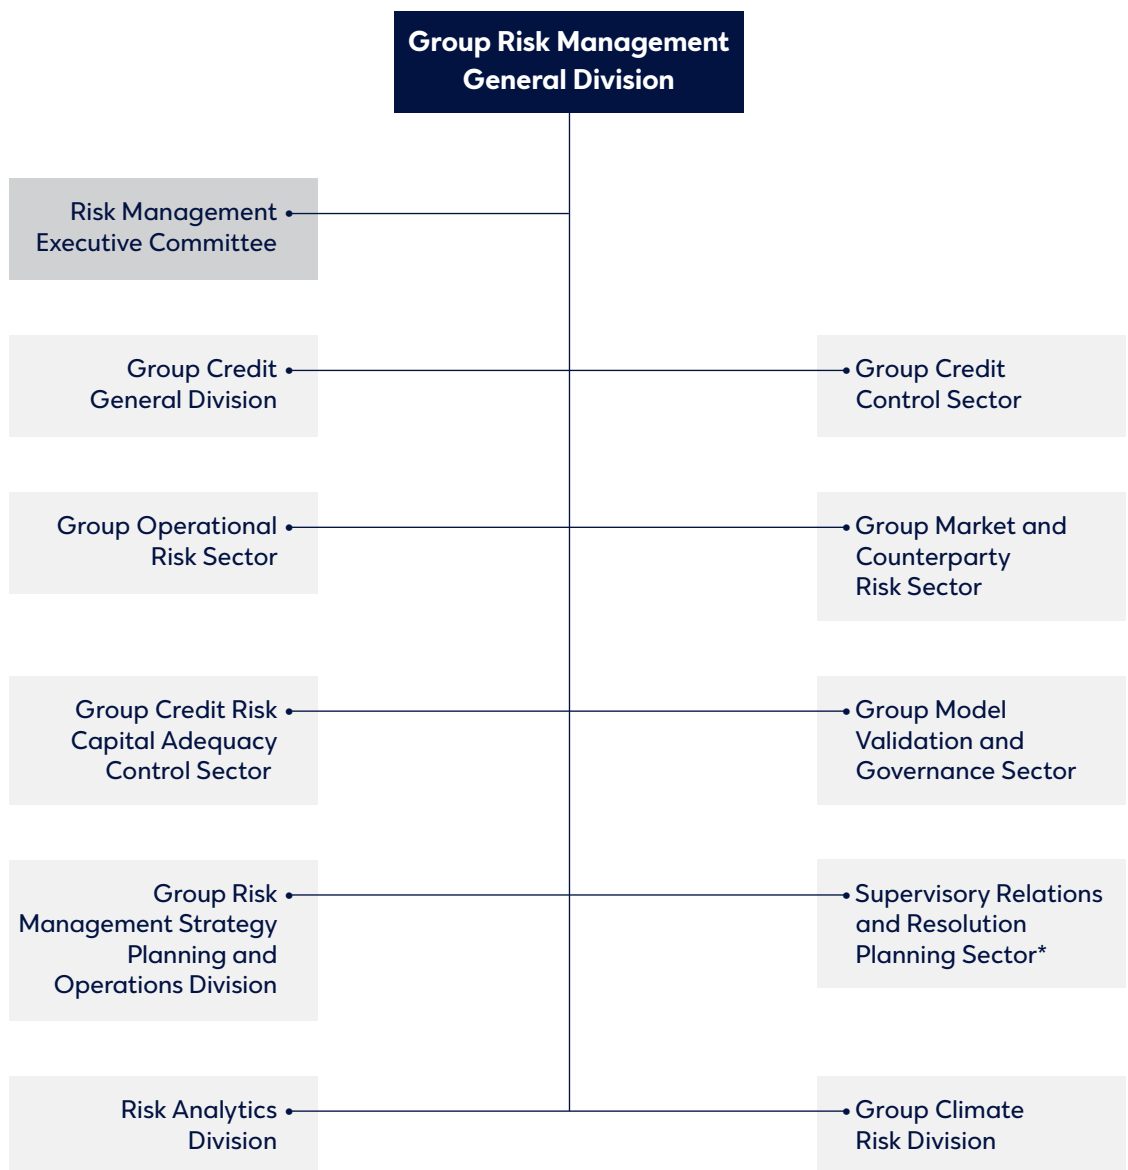 Group Risk Management
General Division
Risk Management
Executive Committee
Group Credit
General Division
Group Credit
Control Sector
Group Operational
Risk Sector
Group Market and
Counterparty
Risk Sector
Group Credit Risk
Capital Adequacy
Control Sector
Group Model
Validation and
Governance Sector
Group Risk
Management Strategy
Planning and
Operations Division
Supervisory Relations
and Resolution
Planning Sector*
Risk Analytics
Division
Group Climate
Risk Division